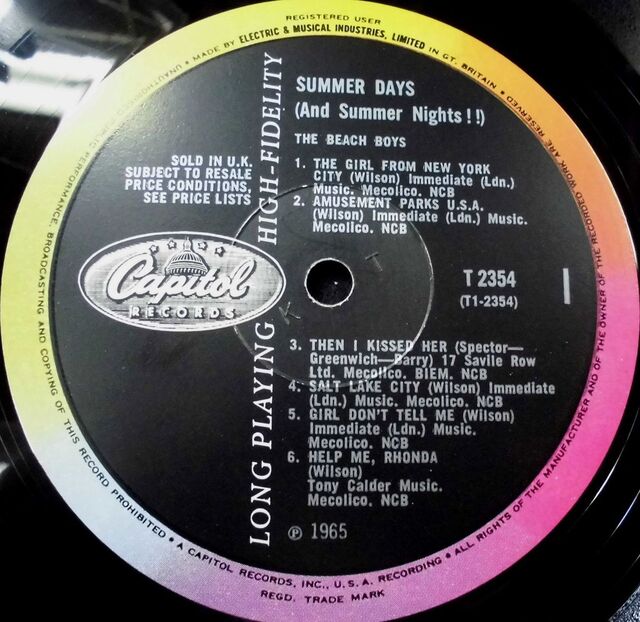 REGISTERED USER
UNAUTHORISED • MADE BY ELECTRIC & MUSICAL INDUSTRIES, LIMITED IN GT. BRITAIN • ALL RIGHTS OF THE MANUFACTURER AND OF THE OWNER OF THE RECORDED WORK ARE RESERVED
PUBLIC PERFORMANCE, BROADCASTING AND COPYING OF THIS RECORD PROHIBITED • A CAPITOL RECORDS, INC., U.S.A. RECORDING •
REGD. TRADE MARK
SUMMER DAYS
(And Summer Nights!!)
THE BEACH BOYS
1. THE GIRL FROM NEW YORK
CITY (Wilson) Immediate (Ldn.)
Music. Mecolico. NCB
2. AMUSEMENT PARKS U.S.A.
(Wilson) Immediate (Ldn.) Music.
Mecolico. NCB
SOLD IN U.K.
SUBJECT TO RESALE
PRICE CONDITIONS,
SEE PRICE LISTS
LONG PLAYING HIGH-FIDELITY
Capitol
RECORDS
K T
T 2354
(T1-2354)
1
3. THEN I KISSED HER (Spector—
Greenwich—Barry) 17 Savile Row
Ltd. Mecolico. BIEM. NCB
4. SALT LAKE CITY (Wilson) Immediate
(Ldn.) Music. Mecolico. NCB
5. GIRL DON'T TELL ME (Wilson)
Immediate (Ldn.) Music.
Mecolico. NCB
6. HELP ME, RHONDA
(Wilson)
Tony Calder Music.
Mecolico. NCB
℗ 1965